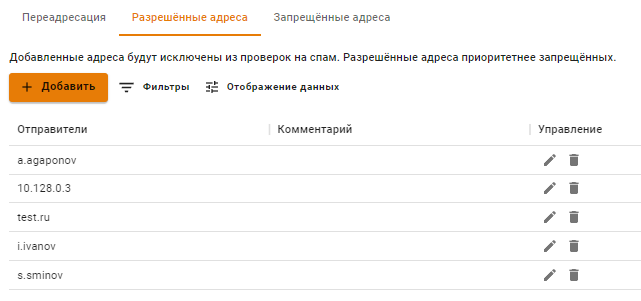 Переадресация Разрешённые адреса Запрещённые адреса
Добавленные адреса будут исключены из проверок на спам. Разрешённые адреса приоритетнее запрещённых.
+ Добавить Фильтры Отображение данных
Отправители Комментарий Управление
a.agaponov
10.128.0.3
test.ru
i.ivanov
s.sminov